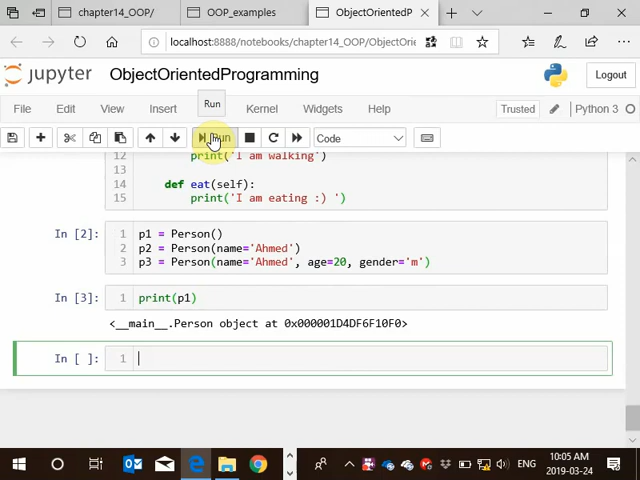 chapter14_OOP/
OOP_examples
ObjectOrientedP
localhost:8888/notebooks/chapter14_OOP/ObjectOrie
jupyter
ObjectOrientedProgramming
Logout
Run
File Edit View Insert Kernel Widgets Help
Trusted
Python 3
Run
Code
12 print('I am walking')
13
14 def eat(self):
15 print('I am eating :) ')
In [2]:
1 p1 = Person()
2 p2 = Person(name='Ahmed')
3 p3 = Person(name='Ahmed', age=20, gender='m')
In [3]:
1 print(p1)
<__main__.Person object at 0x000001D4DF6F10F0>
In [ ]:
1
ENG
10:05 AM
2019-03-24